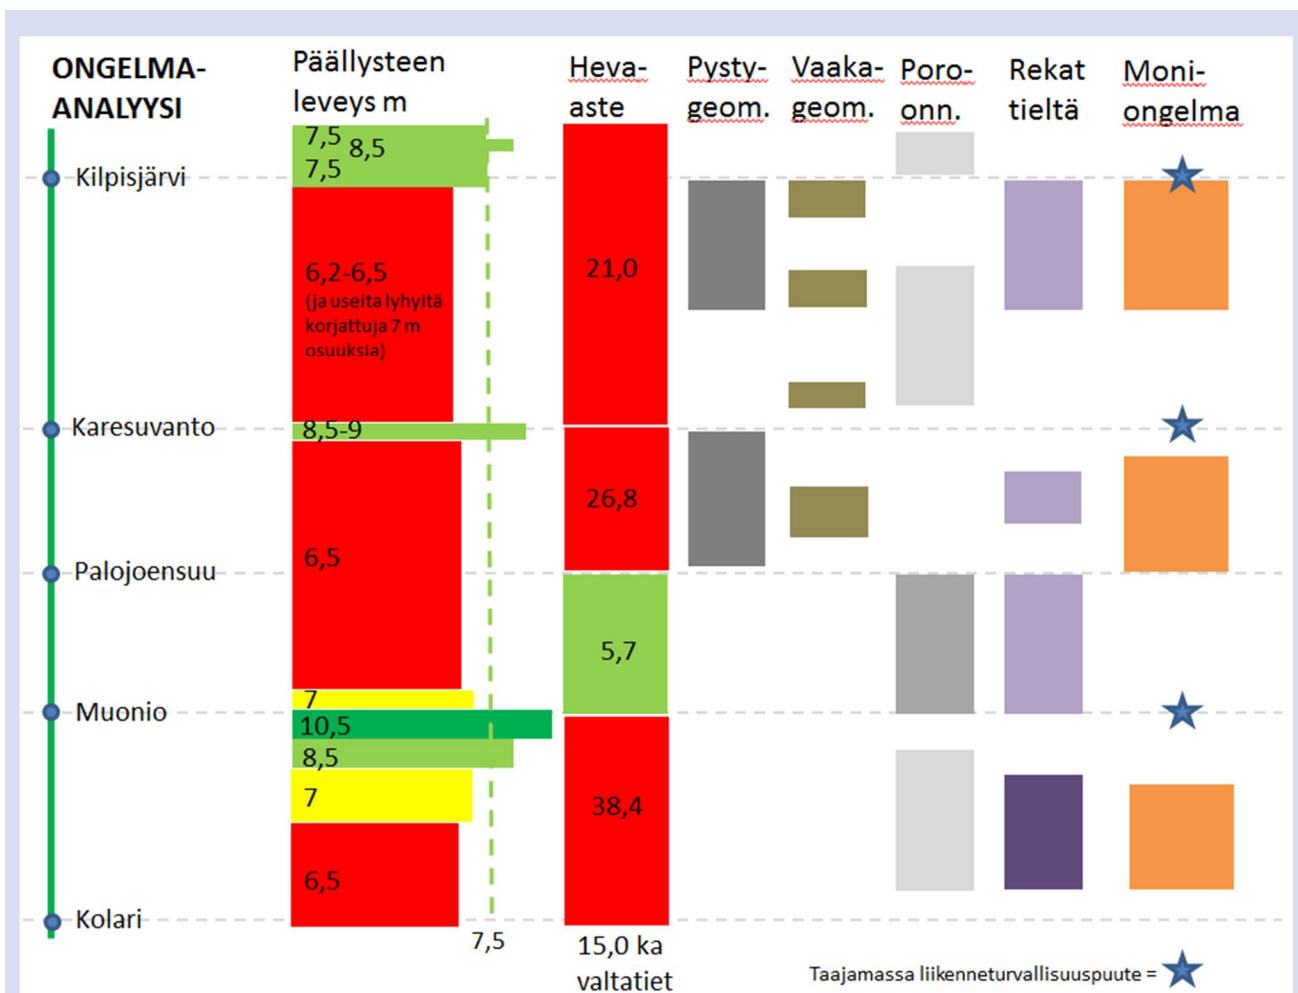 ONGELMA-
ANALYYSI
Päällysteen
leveys m
Heva-
aste
Pysty-
geom.
Vaaka-
geom.
Poro-
onn.
Rekat
tieltä
Moni-
ongelma
7,5
8,5
7,5
Kilpisjärvi
6,2-6,5
(ja useita lyhyitä
korjattuja 7 m
osuuksia)
21,0
Karesuvanto
8,5-9
26,8
6,5
Palojoensuu
5,7
7
Muonio
10,5
8,5
7
38,4
6,5
Kolari
7,5
15,0 ka
valtatiet
Taajamassa liikenneturvallisuuspuute =